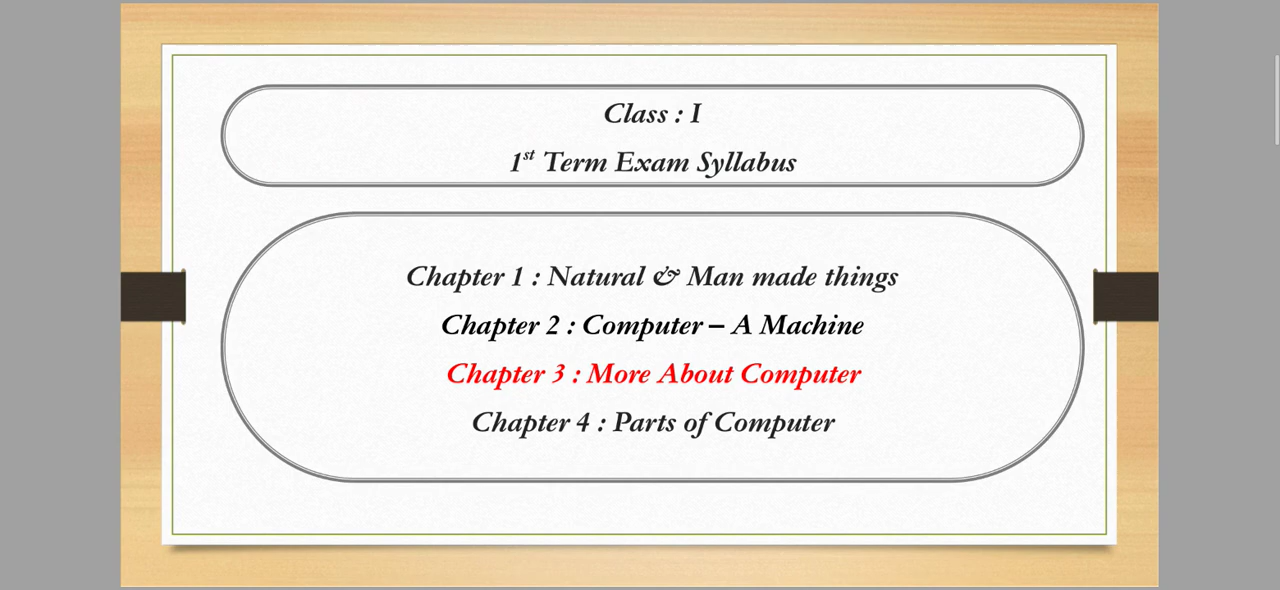 Class : I
1st Term Exam Syllabus
Chapter 1 : Natural & Man made things
Chapter 2 : Computer – A Machine
Chapter 3 : More About Computer
Chapter 4 : Parts of Computer